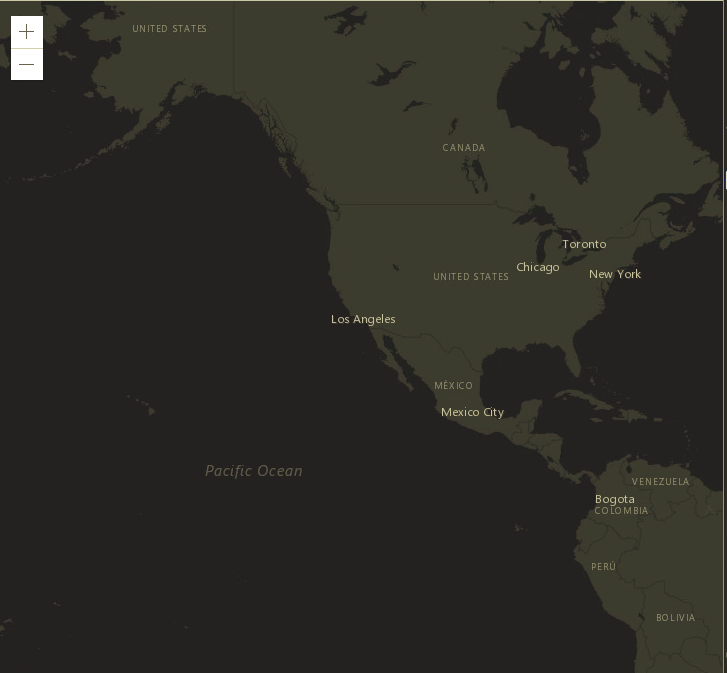 UNITED STATES
CANADA
Toronto
Chicago
New York
UNITED STATES
Los Angeles
MÉXICO
Mexico City
Pacific Ocean
VENEZUELA
Bogota
COLOMBIA
PERÚ
BOLIVIA